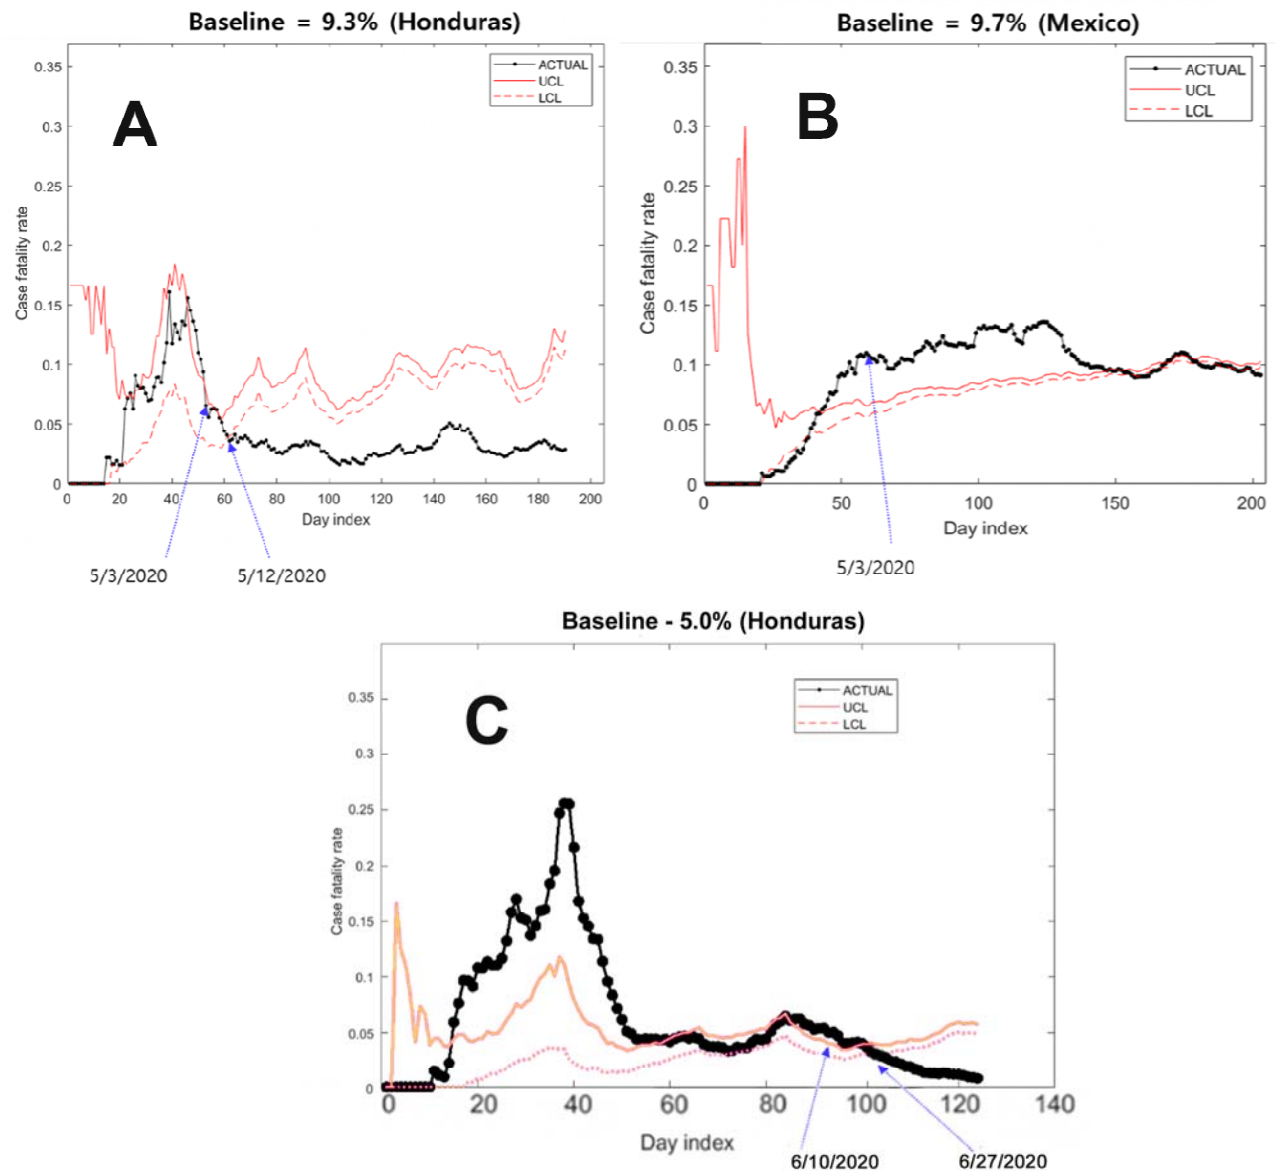 Baseline = 9.3% (Honduras)
A
Case fatality rate
0.35
0.3
0.25
0.2
0.15
0.1
0.05
0
ACTUAL
UCL
LCL
0 20 40 60 80 100 120 140 160 180 200
Day index
5/3/2020 5/12/2020
Baseline = 9.7% (Mexico)
B
Case fatality rate
0.35
0.3
0.25
0.2
0.15
0.1
0.05
0
ACTUAL
UCL
LCL
0 50 100 150 200
Day index
5/3/2020
Baseline - 5.0% (Honduras)
C
Case fatality rate
0.35
0.3
0.25
0.2
0.15
0.1
0.05
0
ACTUAL
UCL
LCL
0 20 40 60 80 100 120 140
Day index
6/10/2020 6/27/2020